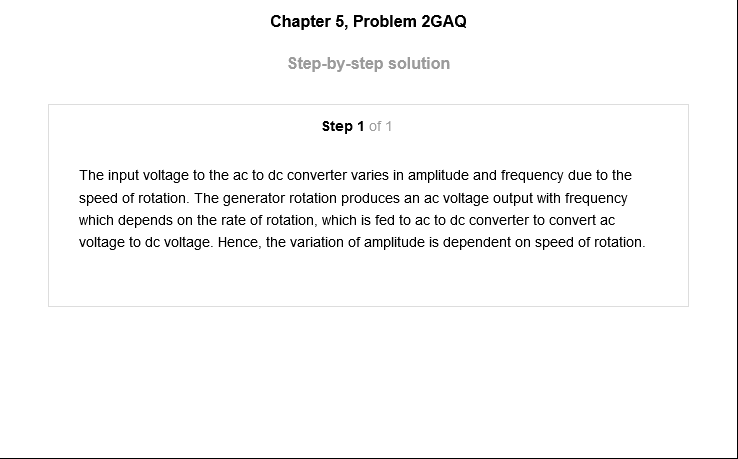 Chapter 5, Problem 2GAQ
Step-by-step solution
Step 1 of 1
The input voltage to the ac to dc converter varies in amplitude and frequency due to the
speed of rotation. The generator rotation produces an ac voltage output with frequency
which depends on the rate of rotation, which is fed to ac to dc converter to convert ac
voltage to dc voltage. Hence, the variation of amplitude is dependent on speed of rotation.